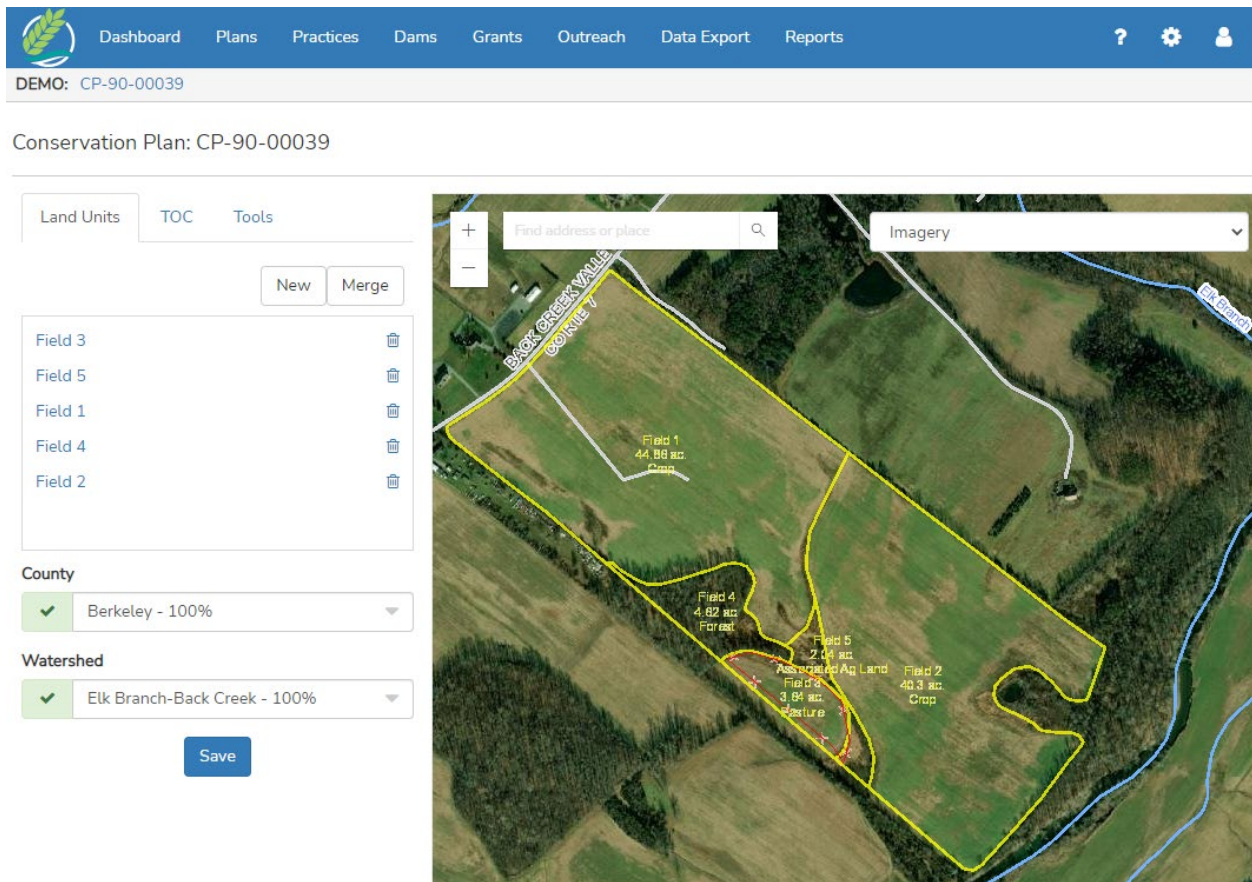 Dashboard Plans Practices Dams Grants Outreach Data Export Reports ?
DEMO: CP-90-00039
Conservation Plan: CP-90-00039
Land Units TOC Tools
New Merge
Field 3
Field 5
Field 1
Field 4
Field 2
County
Berkeley - 100%
Watershed
Elk Branch-Back Creek - 100%
Save
+
−
Find address or place
Imagery
BACK CREEK VALLE
CO RTE 7
Elk Branch
Field 1
44.86 ac.
Crop
Field 4
4.62 ac.
Forest
Field 5
2.04 ac.
Associated Ag Land
Field 3
3.64 ac.
Pasture
Field 2
40.3 ac.
Crop